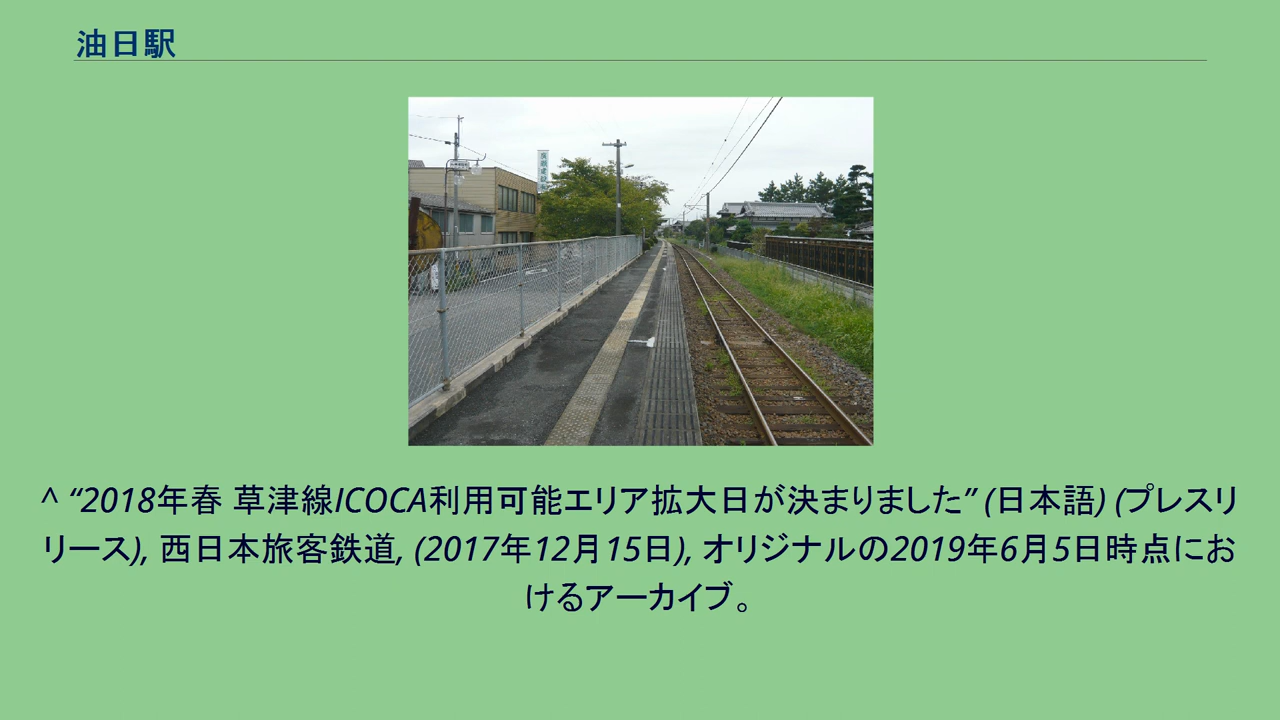 油日駅
^ “2018年春 草津線ICOCA利用可能エリア拡大日が決まりました” (日本語) (プレスリ
リース), 西日本旅客鉄道, (2017年12月15日), オリジナルの2019年6月5日時点にお
けるアーカイブ。